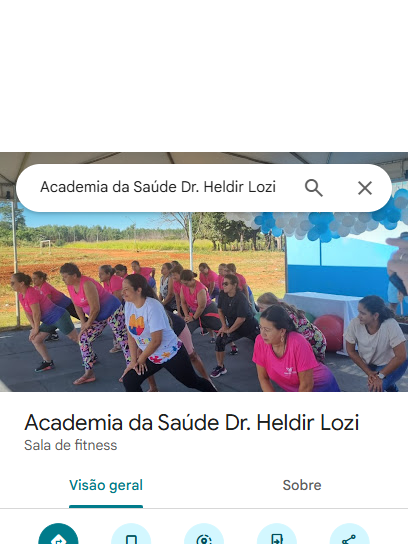 Academia da Saúde Dr. Heldir Lozi
Academia da Saúde Dr. Heldir Lozi
Sala de fitness
Visão geral
Sobre